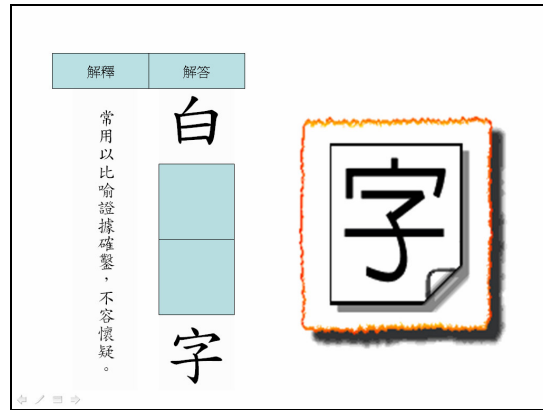 解釋
解答
常用以比喻證據確鑿，不容懷疑。
白
字
字